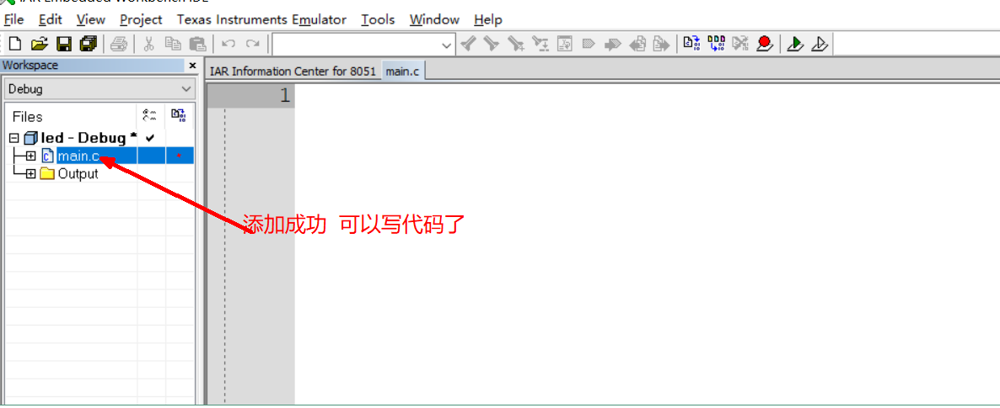 IAR Embedded Workbench IDE
File Edit View Project Texas Instruments Emulator Tools Window Help
Workspace
IAR Information Center for 8051 main.c
Debug
1
Files
led - Debug *
main.c
Output
添加成功 可以写代码了